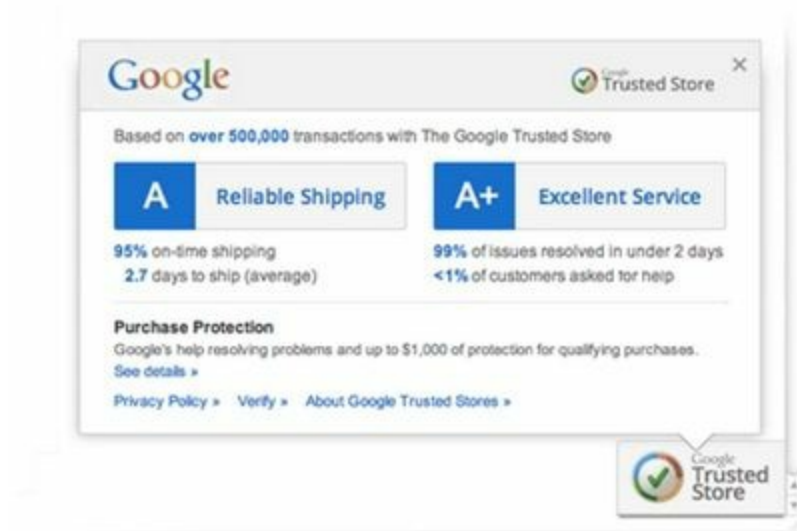 Google
Google Trusted Store
Based on over 500,000 transactions with The Google Trusted Store
A Reliable Shipping
A+ Excellent Service
95% on-time shipping
2.7 days to ship (average)
99% of issues resolved in under 2 days
<1% of customers asked for help
Purchase Protection
Google's help resolving problems and up to $1,000 of protection for qualifying purchases.
See details »
Privacy Policy » Verify » About Google Trusted Stores »
Google
Trusted
Store